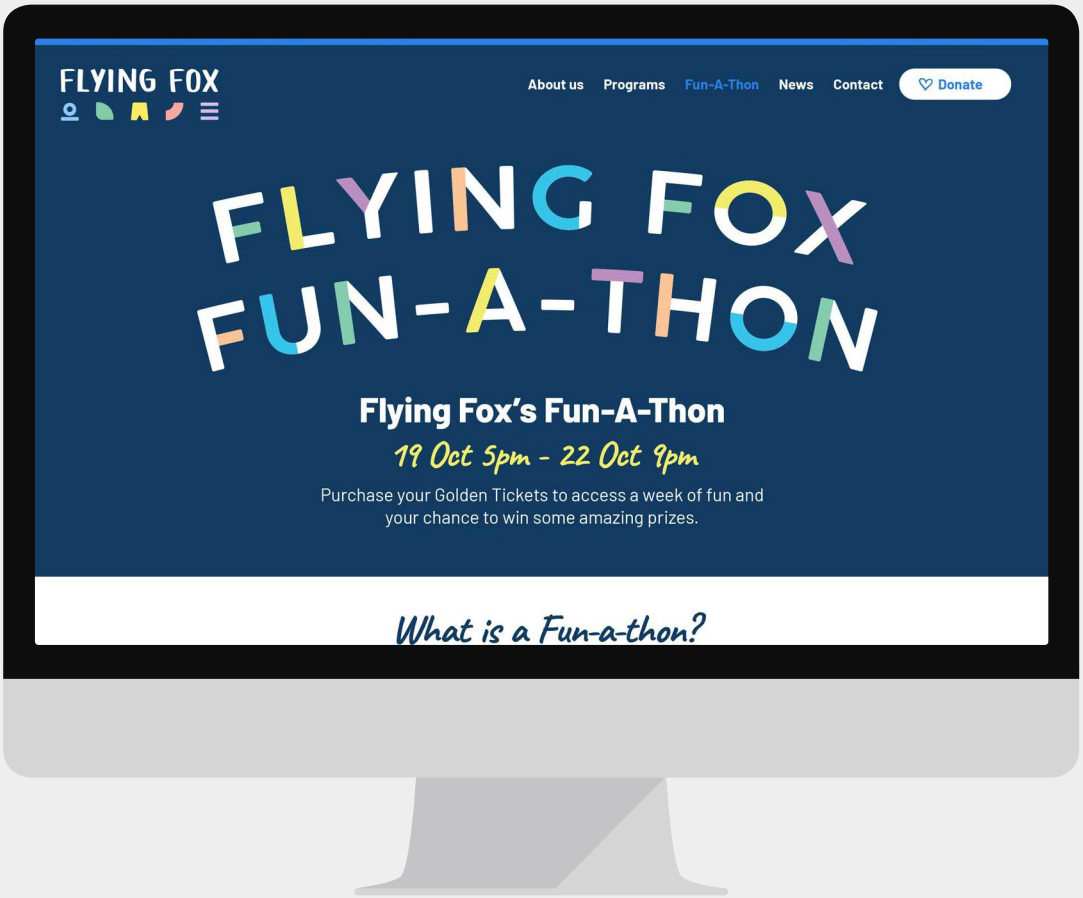 FLYING FOX
About us Programs Fun-A-Thon News Contact Donate
FLYING FOX
FUN-A-THON
Flying Fox’s Fun-A-Thon
19 Oct 5pm - 22 Oct 9pm
Purchase your Golden Tickets to access a week of fun and
your chance to win some amazing prizes.
What is a Fun-a-thon?